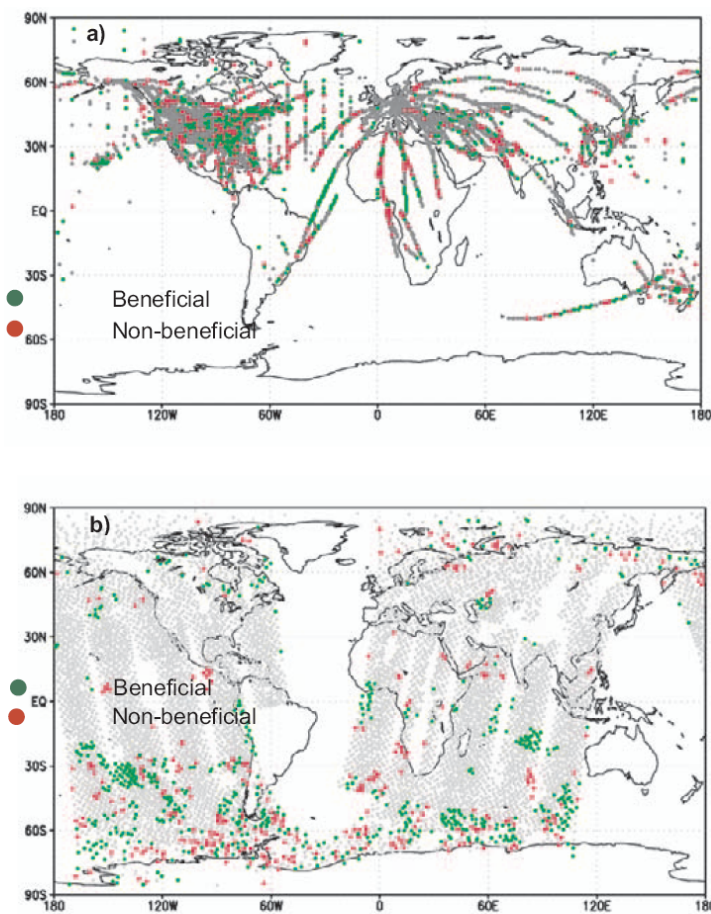 90N
a)
60N
30N
EQ
30S
Beneficial
Non-beneficial
60S
90S
180 120W 60W 0 60E 120E 180
90N
b)
60N
30N
Beneficial
EQ
Non-beneficial
30S
60S
90S
180 120W 60W 0 60E 120E 180